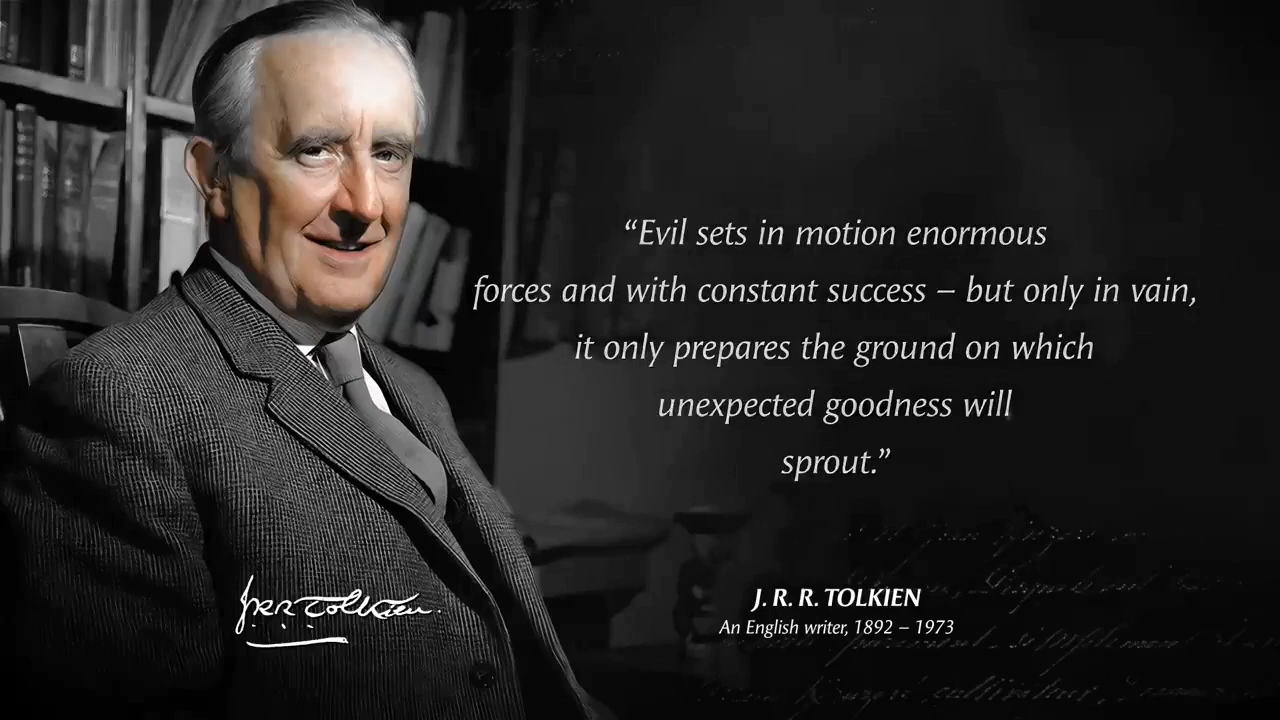 “Evil sets in motion enormous
forces and with constant success – but only in vain,
it only prepares the ground on which
unexpected goodness will
sprout.”
J.R.R. Tolkien.
J. R. R. TOLKIEN
An English writer, 1892 – 1973